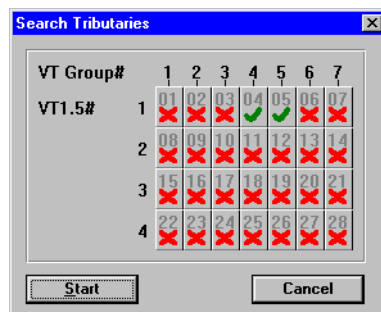 Search Tributaries
VT Group# 1 2 3 4 5 6 7
VT1.5# 1 01 02 03 04 05 06 07
2 08 09 10 11 12 13 14
3 15 16 17 18 19 20 21
4 22 23 24 25 26 27 28
Start Cancel